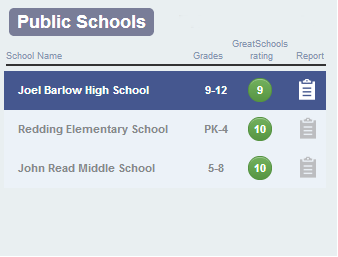 Public Schools
School Name Grades GreatSchools rating Report
Joel Barlow High School 9-12 9
Redding Elementary School PK-4 10
John Read Middle School 5-8 10